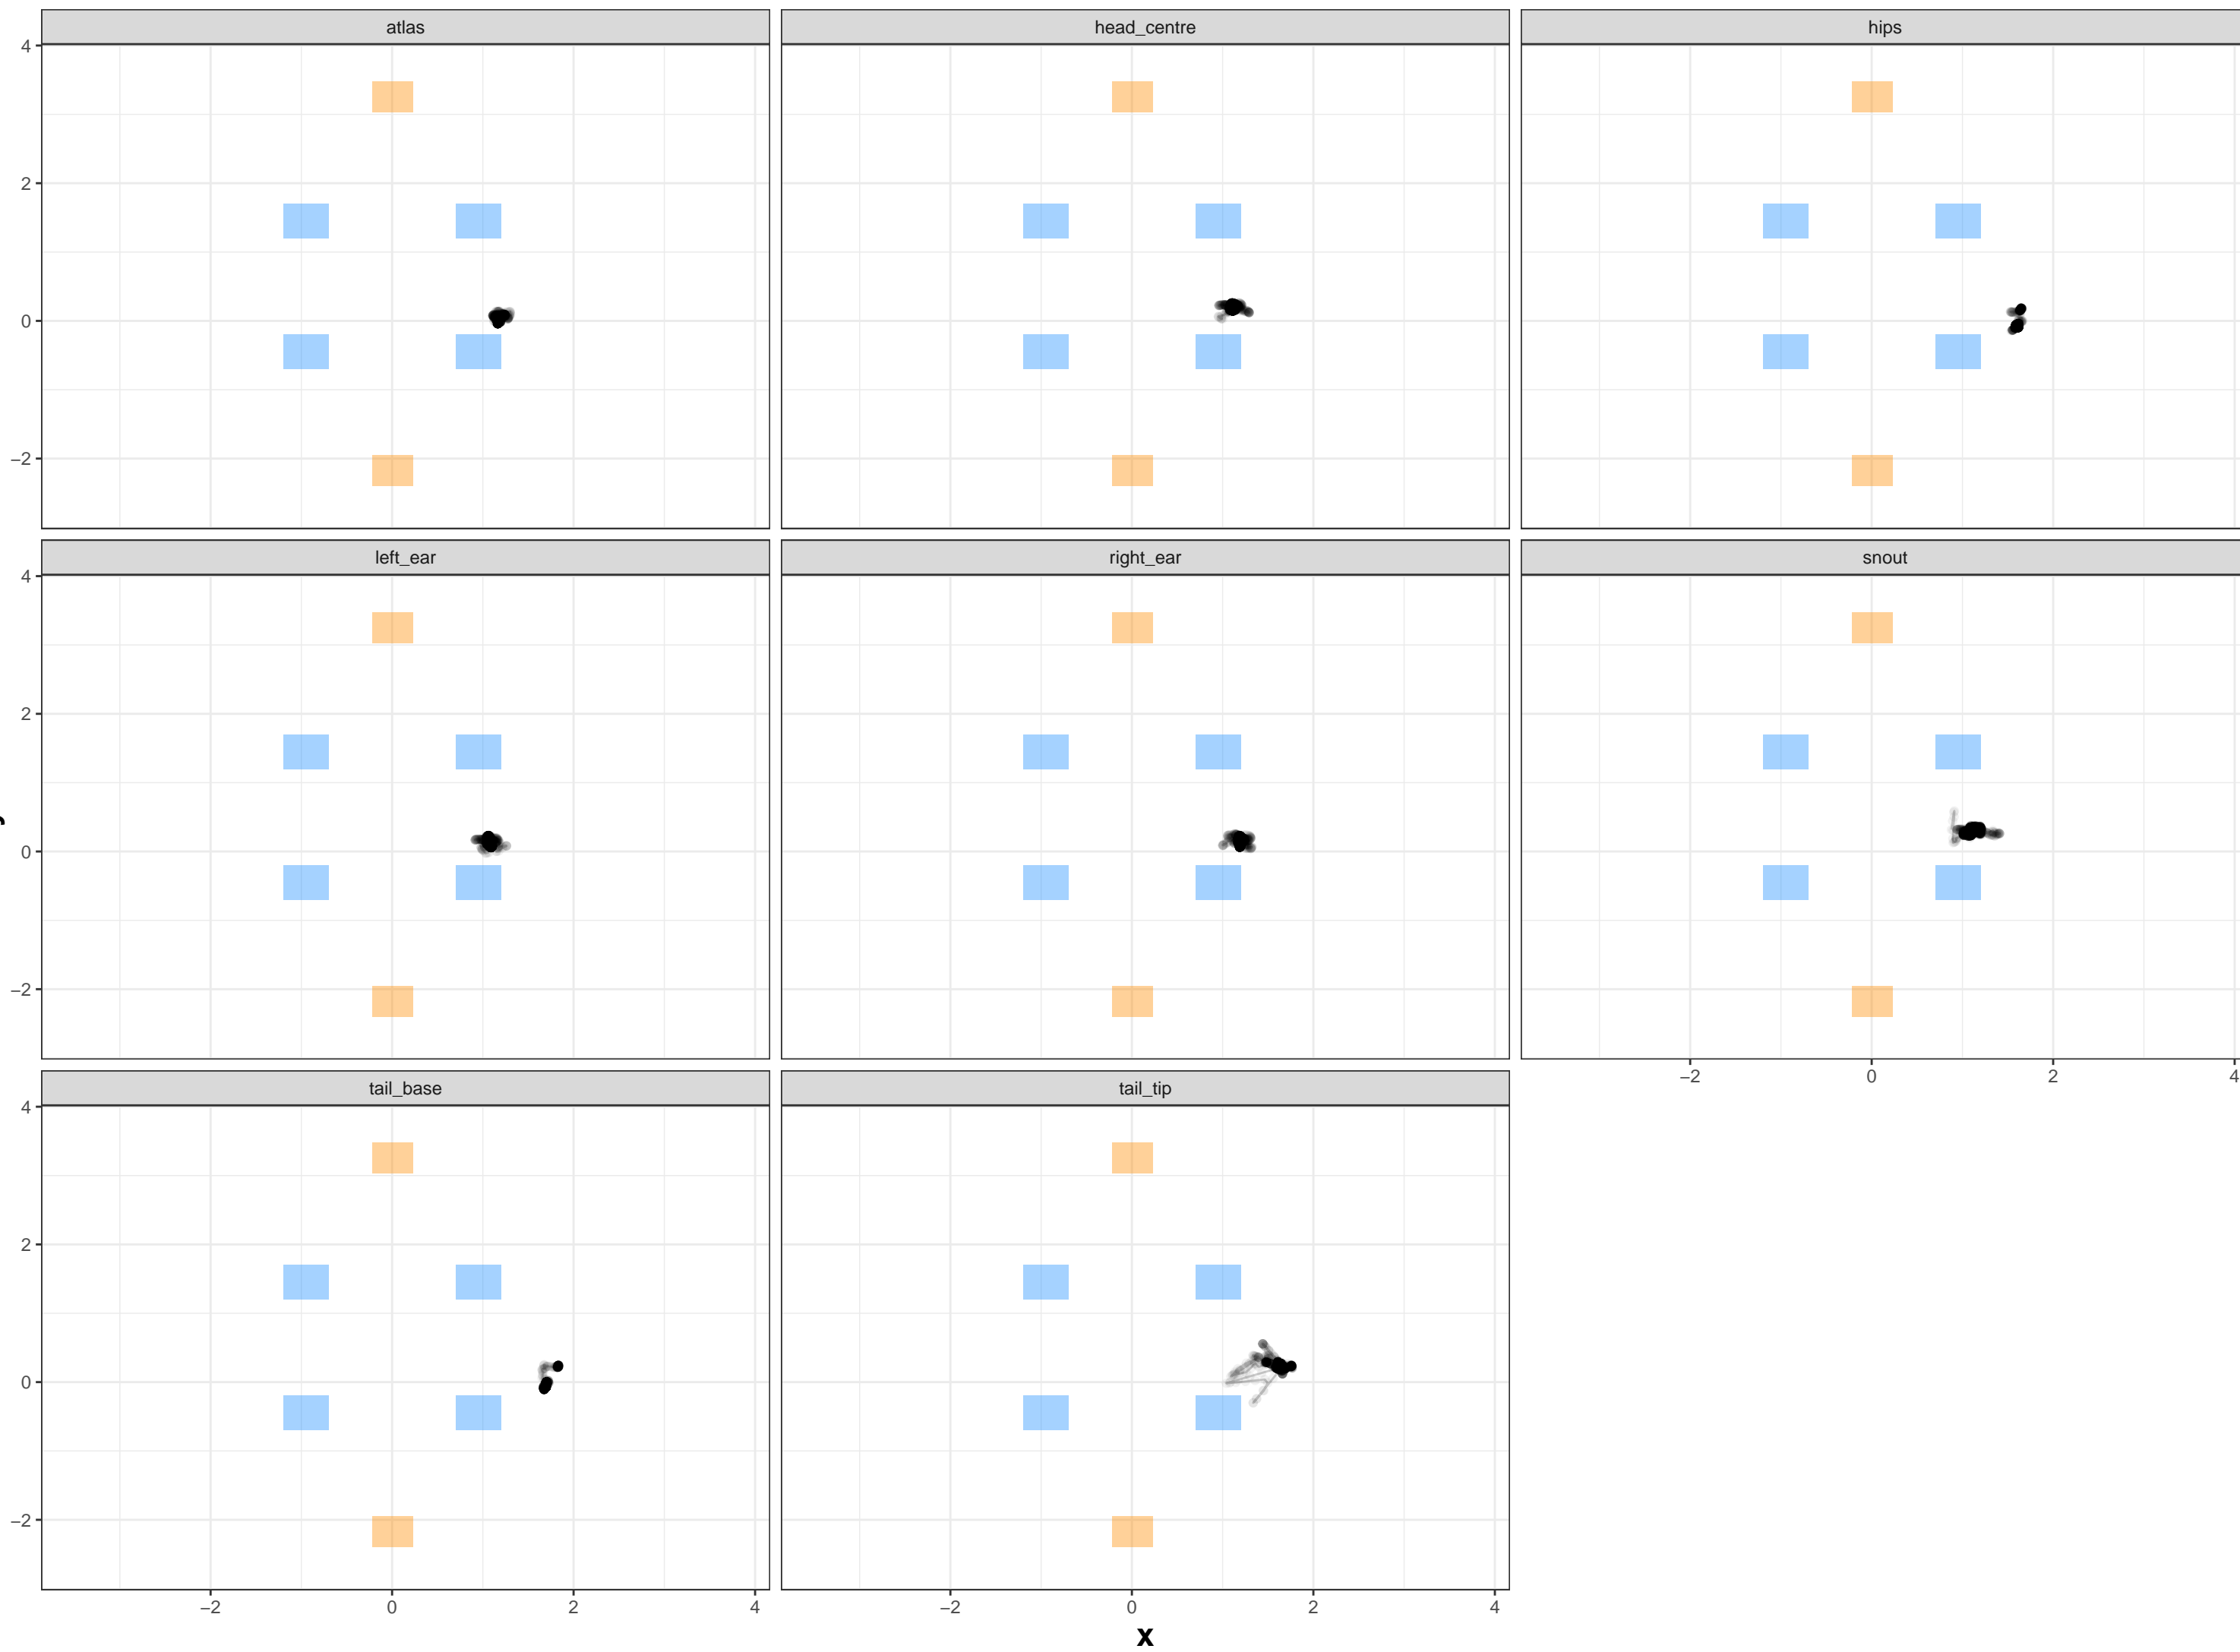 atlas head_centre hips
4
2
0
−2
left_ear right_ear snout
4
2
0
−2
−2 0 2 4
tail_base tail_tip
4
2
0
−2
−2 0 2 4 −2 0 2 4
x